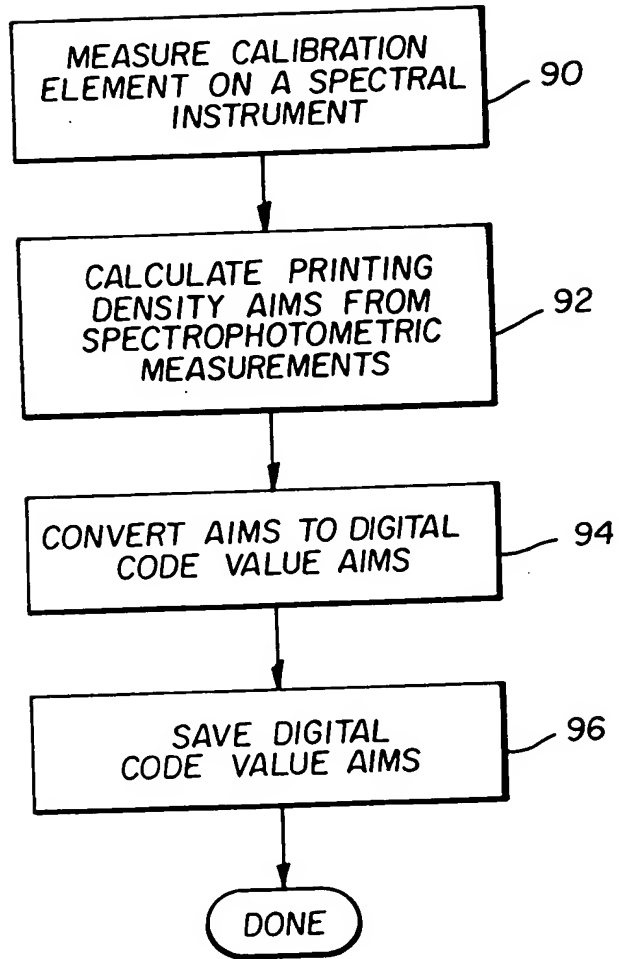 MEASURE CALIBRATION
ELEMENT ON A SPECTRAL
INSTRUMENT
90
CALCULATE PRINTING
DENSITY AIMS FROM
SPECTROPHOTOMETRIC
MEASUREMENTS
92
CONVERT AIMS TO DIGITAL
CODE VALUE AIMS
94
SAVE DIGITAL
CODE VALUE AIMS
96
DONE